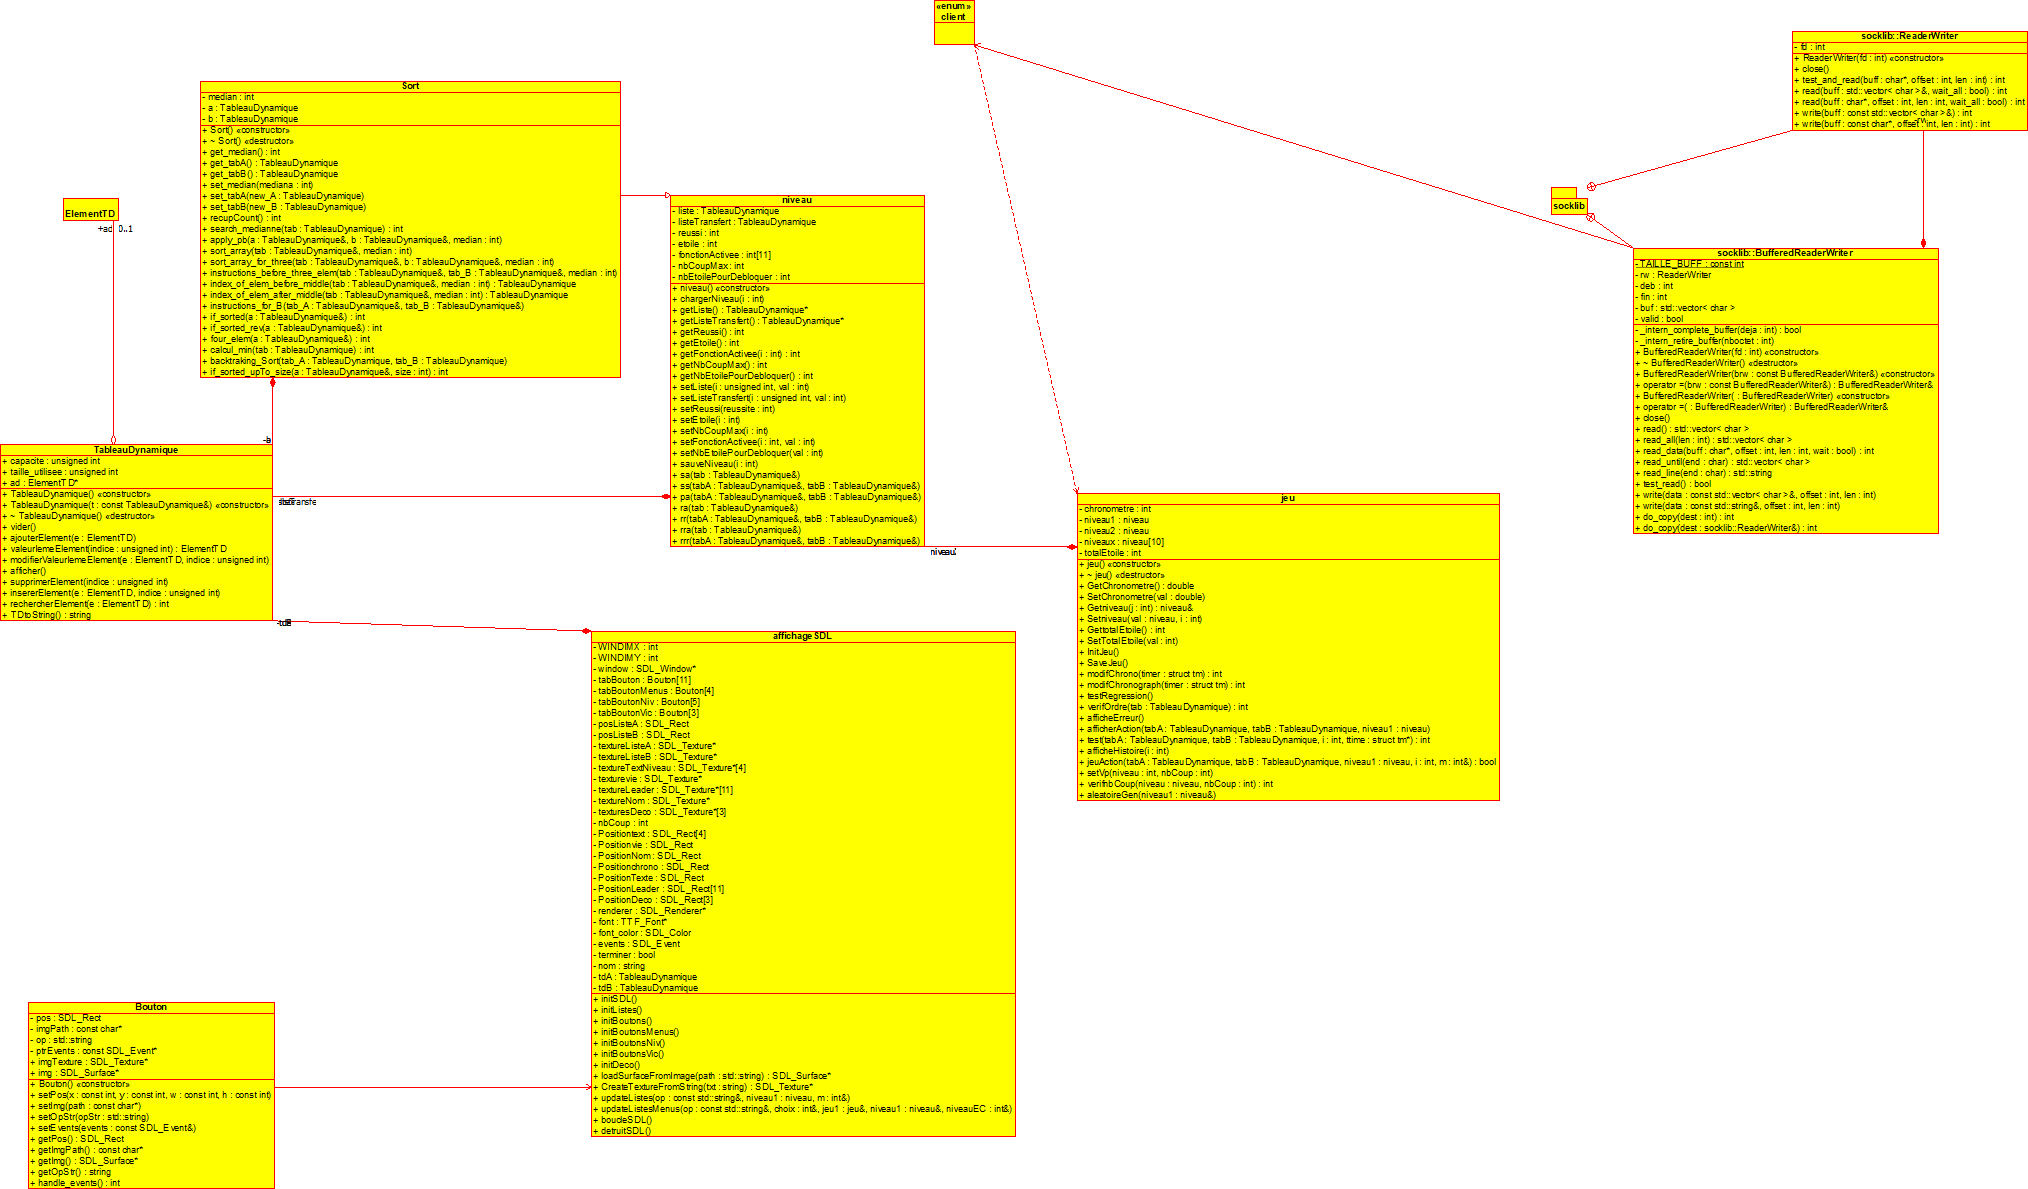 «enum»
client
socklib::ReaderWriter
- fd : int
+ ReaderWriter(fd : int) «constructor»
+ close()
+ test_and_read(buff : char*, offset : int, len : int) : int
+ read(buff : std::vector< char >&, wait_all : bool) : int
+ read(buff : char*, offset : int, len : int, wait_all : bool) : int
+ write(buff : const std::vector< char >&) : int
+ write(buff : const char*, offset : int, len : int) : int
Sort
- median : int
- a : TableauDynamique
- b : TableauDynamique
+ Sort() «constructor»
+ ~ Sort() «destructor»
+ get_median() : int
+ get_tabA() : TableauDynamique
+ get_tabB() : TableauDynamique
+ set_median(mediana : int)
+ set_tabA(new_A : TableauDynamique)
+ set_tabB(new_B : TableauDynamique)
+ recupCount() : int
+ search_medianne(tab : TableauDynamique) : int
+ apply_pb(a : TableauDynamique&, b : TableauDynamique&, median : int)
+ sort_array(tab : TableauDynamique&, median : int)
+ sort_array_for_three(tab : TableauDynamique&, b : TableauDynamique&, median : int)
+ instructions_before_three_elem(tab : TableauDynamique&, tab_B : TableauDynamique&, median : int)
+ index_of_elem_before_middle(tab : TableauDynamique&, median : int) : TableauDynamique
+ index_of_elem_after_middle(tab : TableauDynamique&, median : int) : TableauDynamique
+ instructions_for_B(tab_A : TableauDynamique&, tab_B : TableauDynamique&)
+ if_sorted(a : TableauDynamique&) : int
+ if_sorted_rev(a : TableauDynamique&) : int
+ four_elem(a : TableauDynamique&) : int
+ calcul_min(tab : TableauDynamique) : int
+ backtraking_Sort(tab_A : TableauDynamique, tab_B : TableauDynamique)
+ if_sorted_upTo_size(a : TableauDynamique&, size : int) : int
ElementTD
+ad 0..1
niveau
- liste : TableauDynamique
- listeTransfert : TableauDynamique
- reussi : int
- etoile : int
- fonctionActivee : int[11]
- nbCoupMax : int
- nbEtoilePourDebloquer : int
+ niveau() «constructor»
+ chargerNiveau(i : int)
+ getListe() : TableauDynamique*
+ getListeTransfert() : TableauDynamique*
+ getReussi() : int
+ getEtoile() : int
+ getFonctionActivee(i : int) : int
+ getNbCoupMax() : int
+ getNbEtoilePourDebloquer() : int
+ setListe(i : unsigned int, val : int)
+ setListeTransfert(i : unsigned int, val : int)
+ setReussi(reussite : int)
+ setEtoile(i : int)
+ setNbCoupMax(i : int)
+ setFonctionActivee(i : int, val : int)
+ setNbEtoilePourDebloquer(val : int)
+ sauveNiveau(i : int)
+ sa(tab : TableauDynamique&)
+ ss(tabA : TableauDynamique&, tabB : TableauDynamique&)
+ pa(tabA : TableauDynamique&, tabB : TableauDynamique&)
+ ra(tab : TableauDynamique&)
+ rr(tabA : TableauDynamique&, tabB : TableauDynamique&)
+ rra(tab : TableauDynamique&)
+ rrr(tabA : TableauDynamique&, tabB : TableauDynamique&)
socklib
socklib::BufferedReaderWriter
- TAILLE_BUFF : const int
- rw : ReaderWriter
- deb : int
- fin : int
- buf : std::vector< char >
- valid : bool
- _intern_complete_buffer(deja : int) : bool
- _intern_retire_buffer(nboctet : int)
+ BufferedReaderWriter(fd : int) «constructor»
+ ~ BufferedReaderWriter() «destructor»
+ BufferedReaderWriter(brw : const BufferedReaderWriter&) «constructor»
+ operator =(brw : const BufferedReaderWriter&) : BufferedReaderWriter&
+ BufferedReaderWriter( : BufferedReaderWriter) «constructor»
+ operator =( : BufferedReaderWriter) : BufferedReaderWriter&
+ close()
+ read() : std::vector< char >
+ read_all(len : int) : std::vector< char >
+ read_data(buff : char*, offset : int, len : int, wait : bool) : int
+ read_until(end : char) : std::vector< char >
+ read_line(end : char) : std::string
+ test_read() : bool
+ write(data : const std::vector< char >&, offset : int, len : int)
+ write(data : const std::string&, offset : int, len : int)
+ do_copy(dest : int) : int
+ do_copy(dest : socklib::ReaderWriter&) : int
TableauDynamique
+ capacite : unsigned int
+ taille_utilisee : unsigned int
+ ad : ElementTD*
+ TableauDynamique() «constructor»
+ TableauDynamique(t : const TableauDynamique&) «constructor»
+ ~ TableauDynamique() «destructor»
+ vider()
+ ajouterElement(e : ElementTD)
+ valeurIemeElement(indice : unsigned int) : ElementTD
+ modifierValeurIemeElement(e : ElementTD, indice : unsigned int)
+ afficher()
+ supprimerElement(indice : unsigned int)
+ insererElement(e : ElementTD, indice : unsigned int)
+ rechercherElement(e : ElementTD) : int
+ TDtoString() : string
jeu
- chronometre : int
- niveau1 : niveau
- niveau2 : niveau
- niveaux : niveau[10]
- totalEtoile : int
+ jeu() «constructor»
+ ~ jeu() «destructor»
+ GetChronometre() : double
+ SetChronometre(val : double)
+ Getniveau(j : int) : niveau&
+ Setniveau(val : niveau, i : int)
+ GettotalEtoile() : int
+ SetTotalEtoile(val : int)
+ InitJeu()
+ SaveJeu()
+ modifChrono(timer : struct tm) : int
+ modifChronograph(timer : struct tm) : int
+ testRegression()
+ verifOrdre(tab : TableauDynamique) : int
+ afficheErreur()
+ afficherAction(tabA : TableauDynamique, tabB : TableauDynamique, niveau1 : niveau)
+ test(tabA : TableauDynamique, tabB : TableauDynamique, i : int, ttime : struct tm*) : int
+ afficheHistoire(i : int)
+ jeuAction(tabA : TableauDynamique, tabB : TableauDynamique, niveau1 : niveau, i : int, m : int&) : bool
+ setVp(niveau : int, nbCoup : int)
+ verifnbCoup(niveau : niveau, nbCoup : int) : int
+ aleatoireGen(niveau1 : niveau&)
affichageSDL
- WINDIMX : int
- WINDIMY : int
- window : SDL_Window*
- tabBouton : Bouton[11]
- tabBoutonMenus : Bouton[4]
- tabBoutonNiv : Bouton[5]
- tabBoutonVic : Bouton[3]
- posListeA : SDL_Rect
- posListeB : SDL_Rect
- textureListeA : SDL_Texture*
- textureListeB : SDL_Texture*
- textureTextNiveau : SDL_Texture*[4]
- texturevie : SDL_Texture*
- textureLeader : SDL_Texture*[11]
- textureNom : SDL_Texture*
- texturesDeco : SDL_Texture*[3]
- nbCoup : int
- Positiontext : SDL_Rect[4]
- Positionvie : SDL_Rect
- PositionNom : SDL_Rect
- Positionchrono : SDL_Rect
- PositionTexte : SDL_Rect
- PositionLeader : SDL_Rect[11]
- PositionDeco : SDL_Rect[3]
- renderer : SDL_Renderer*
- font : TTF_Font*
- font_color : SDL_Color
- events : SDL_Event
- terminer : bool
- nom : string
- tdA : TableauDynamique
- tdB : TableauDynamique
+ initSDL()
+ initListes()
+ initBoutons()
+ initBoutonsMenus()
+ initBoutonsNiv()
+ initBoutonsVic()
+ initDeco()
+ loadSurfaceFromImage(path : std::string) : SDL_Surface*
+ CreateTextureFromString(txt : string) : SDL_Texture*
+ updateListes(op : const std::string&, niveau1 : niveau, m : int&)
+ updateListesMenus(op : const std::string&, choix : int&, jeu1 : jeu&, niveau1 : niveau&, niveauEC : int&)
+ boucleSDL()
+ detruitSDL()
Bouton
- pos : SDL_Rect
- imgPath : const char*
- op : std::string
- ptrEvents : const SDL_Event*
+ imgTexture : SDL_Texture*
+ img : SDL_Surface*
+ Bouton() «constructor»
+ setPos(x : const int, y : const int, w : const int, h : const int)
+ setImg(path : const char*)
+ setOpStr(opStr : std::string)
+ setEvents(events : const SDL_Event&)
+ getPos() : SDL_Rect
+ getImgPath() : const char*
+ getImg() : SDL_Surface*
+ getOpStr() : string
+ handle_events() : int